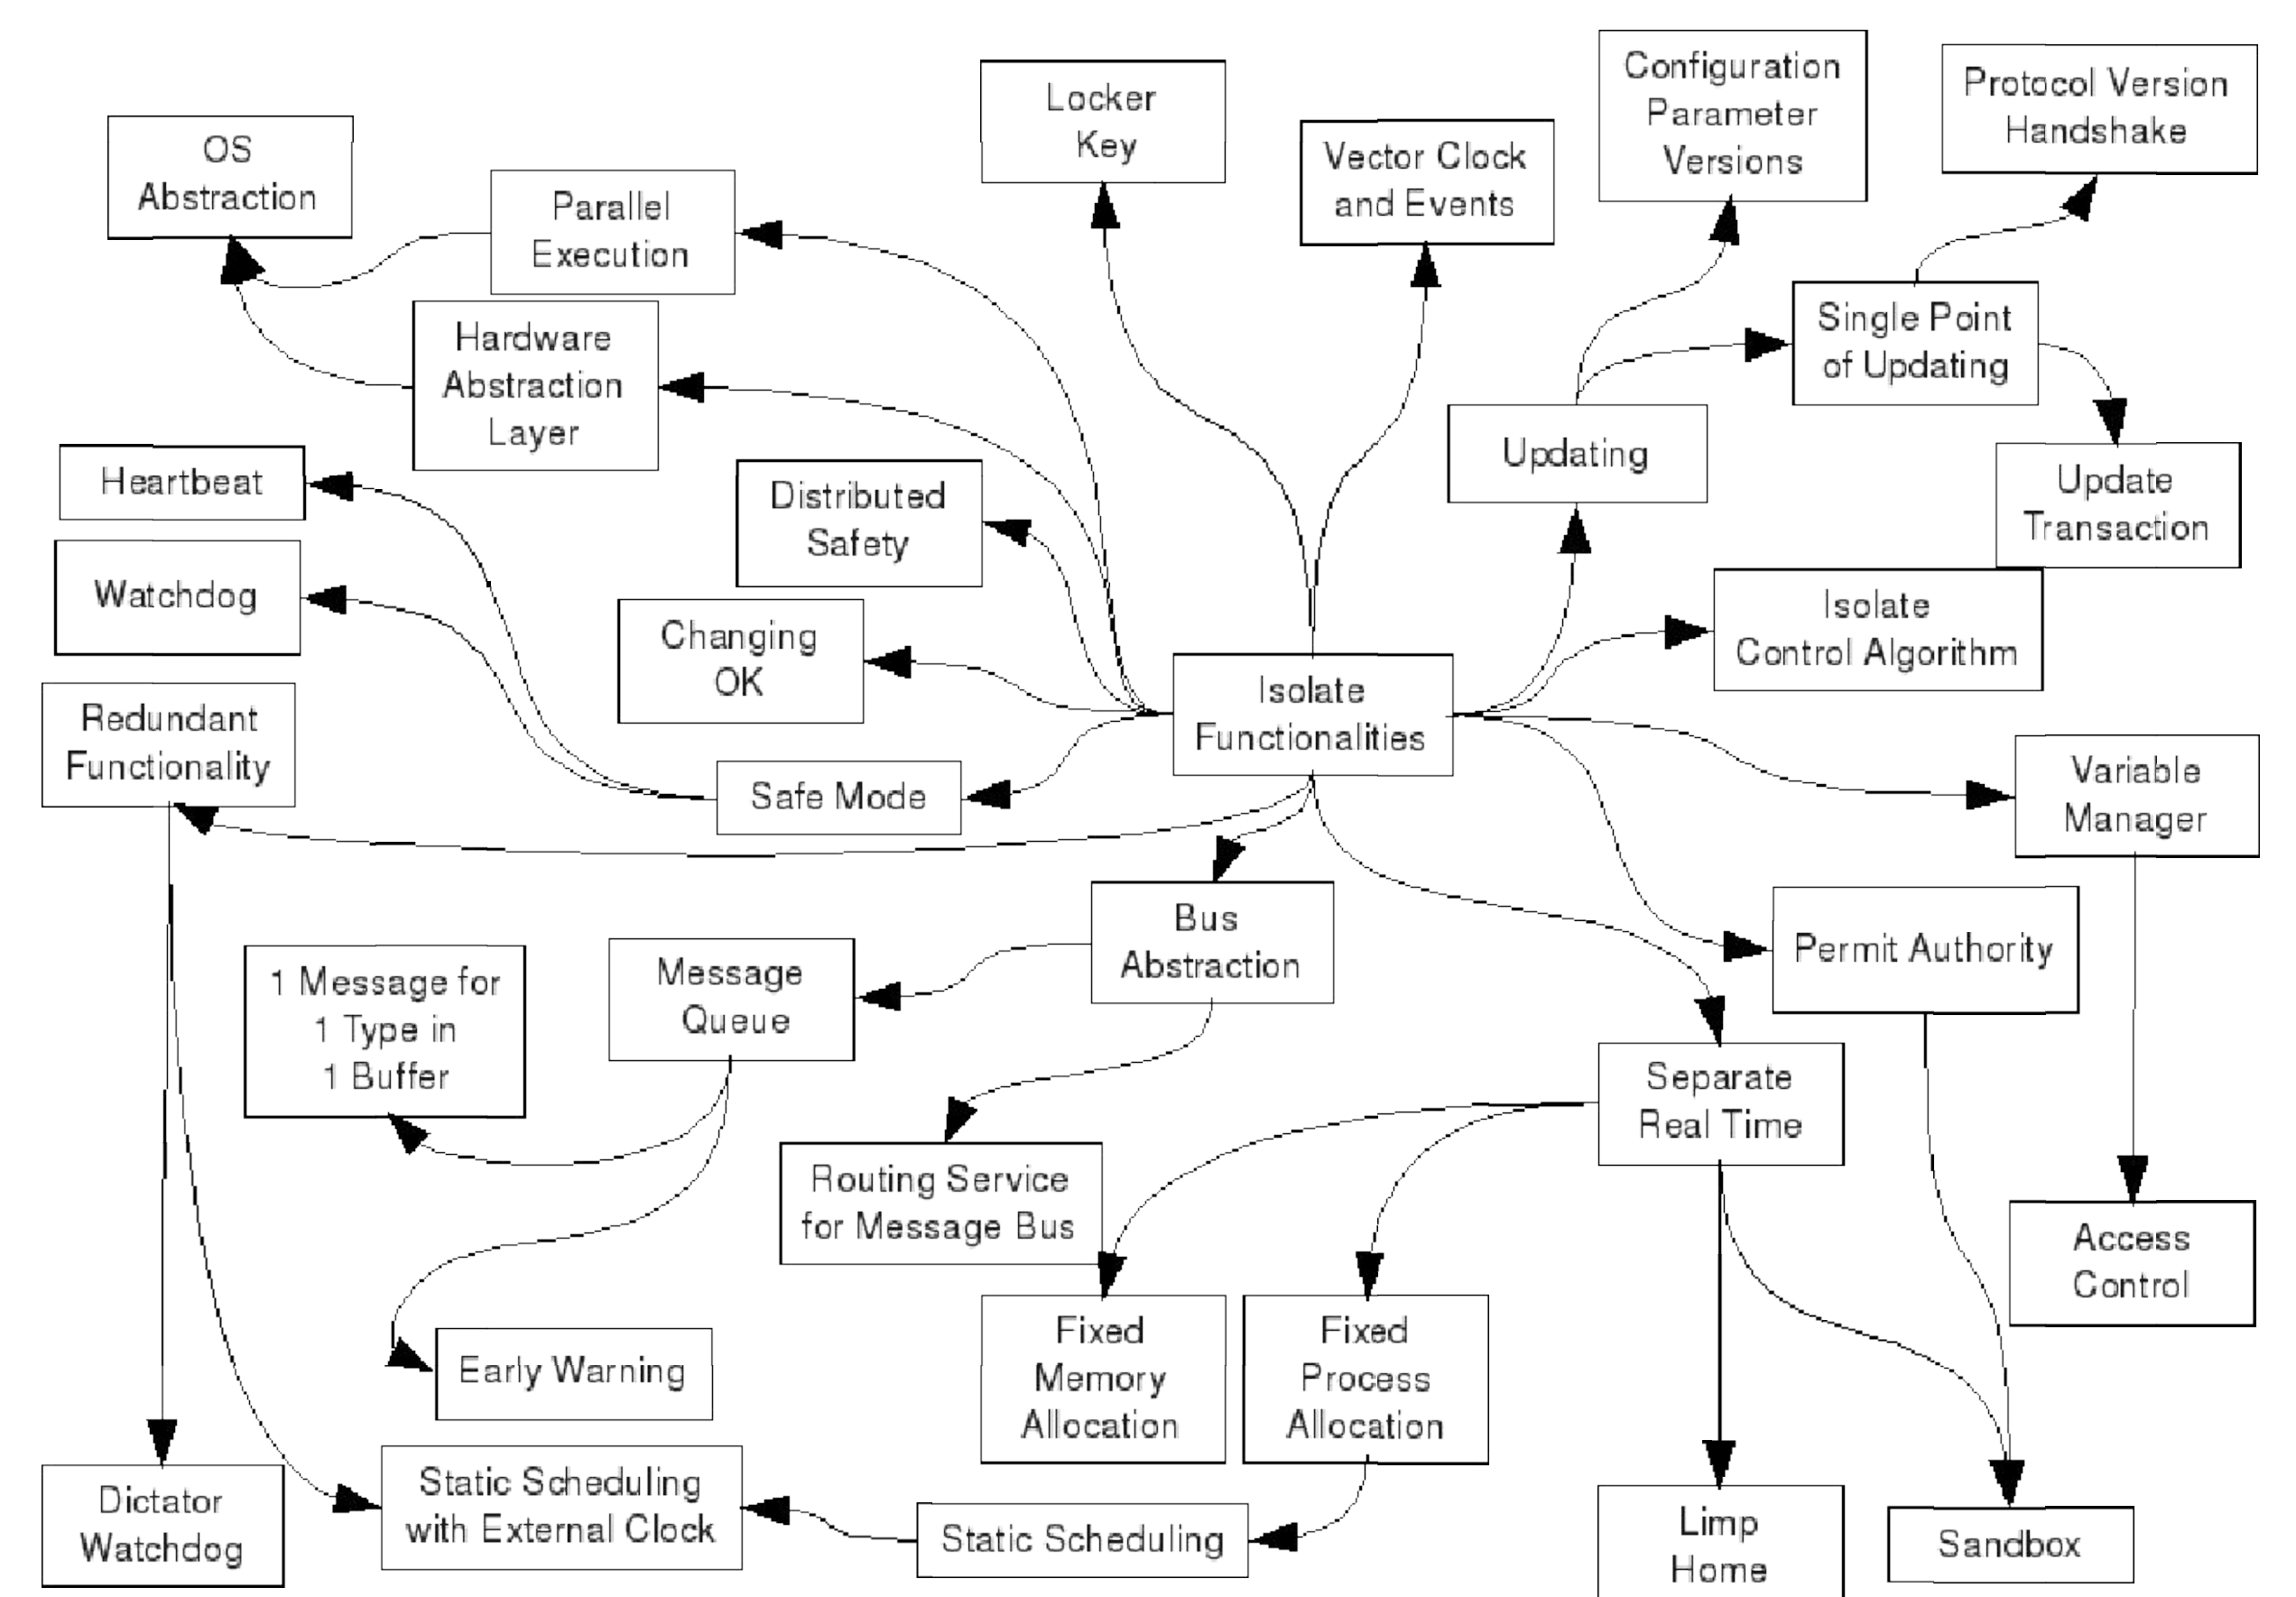 Configuration
Parameter
Versions
Protocol Version
Handshake
Locker
Key
OS
Abstraction
Vector Clock
and Events
Parallel
Execution
Single Point
of Updating
Hardware
Abstraction
Layer
Updating
Heartbeat
Distributed
Safety
Update
Transaction
Watchdog
Isolate
Control Algorithm
Changing
OK
Isolate
Functionalities
Redundant
Functionality
Safe Mode
Variable
Manager
Bus
Abstraction
Permit Authority
1 Message for
1 Type in
1 Buffer
Message
Queue
Separate
Real Time
Routing Service
for Message Bus
Access
Control
Fixed
Memory
Allocation
Fixed
Process
Allocation
Early Warning
Dictator
Watchdog
Static Scheduling
with External Clock
Static Scheduling
Limp
Home
Sandbox